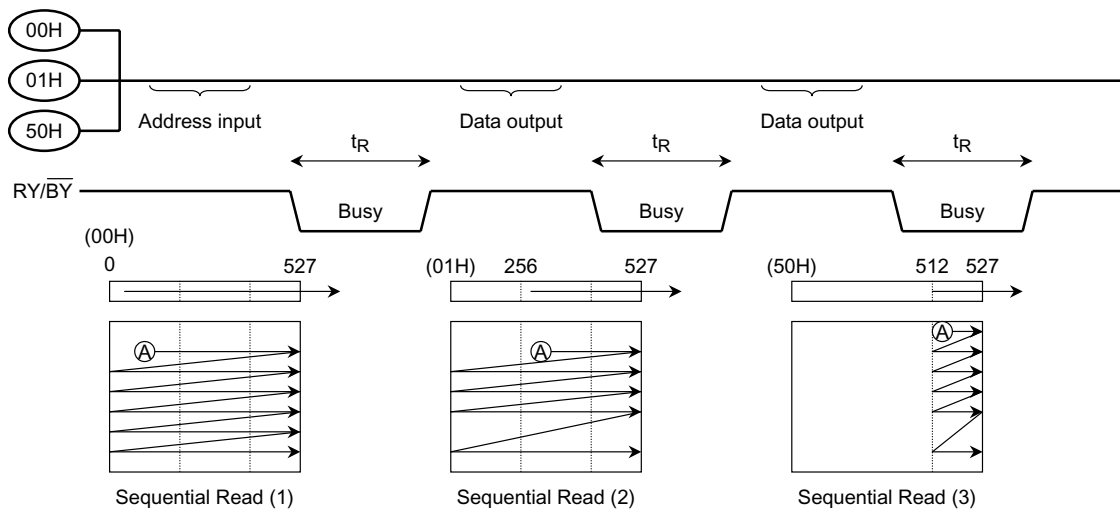 00H
01H
50H
Address input
Data output
Data output
tR
tR
tR
RY/BY
Busy
Busy
Busy
(00H)
0 527
(01H) 256 527
(50H) 512 527
A
A
A
Sequential Read (1)
Sequential Read (2)
Sequential Read (3)